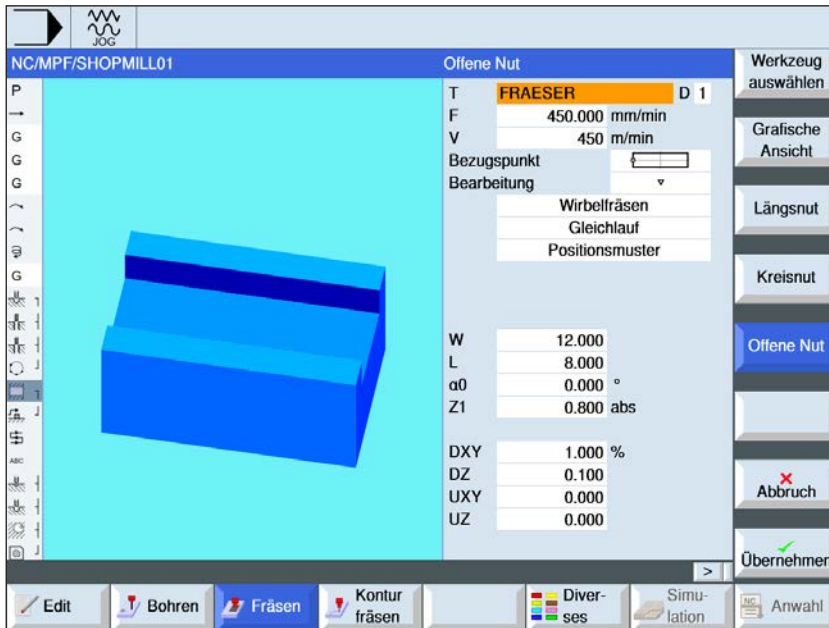 JOG
NC/MPF/SHOPMILL01
Offene Nut
P
G
G
G
G
ABC
T FRAESER D 1
F 450.000 mm/min
V 450 m/min
Bezugspunkt
Bearbeitung ▿
Wirbelfräsen
Gleichlauf
Positionsmuster
W 12.000
L 8.000
α0 0.000 °
Z1 0.800 abs
DXY 1.000 %
DZ 0.100
UXY 0.000
UZ 0.000
Werkzeug
auswählen
Grafische
Ansicht
Längsnut
Kreisnut
Offene Nut
Abbruch
Übernehmen
>
Edit
Bohren
Fräsen
Kontur
fräsen
Diver-
ses
Simu-
lation
NC
Anwahl